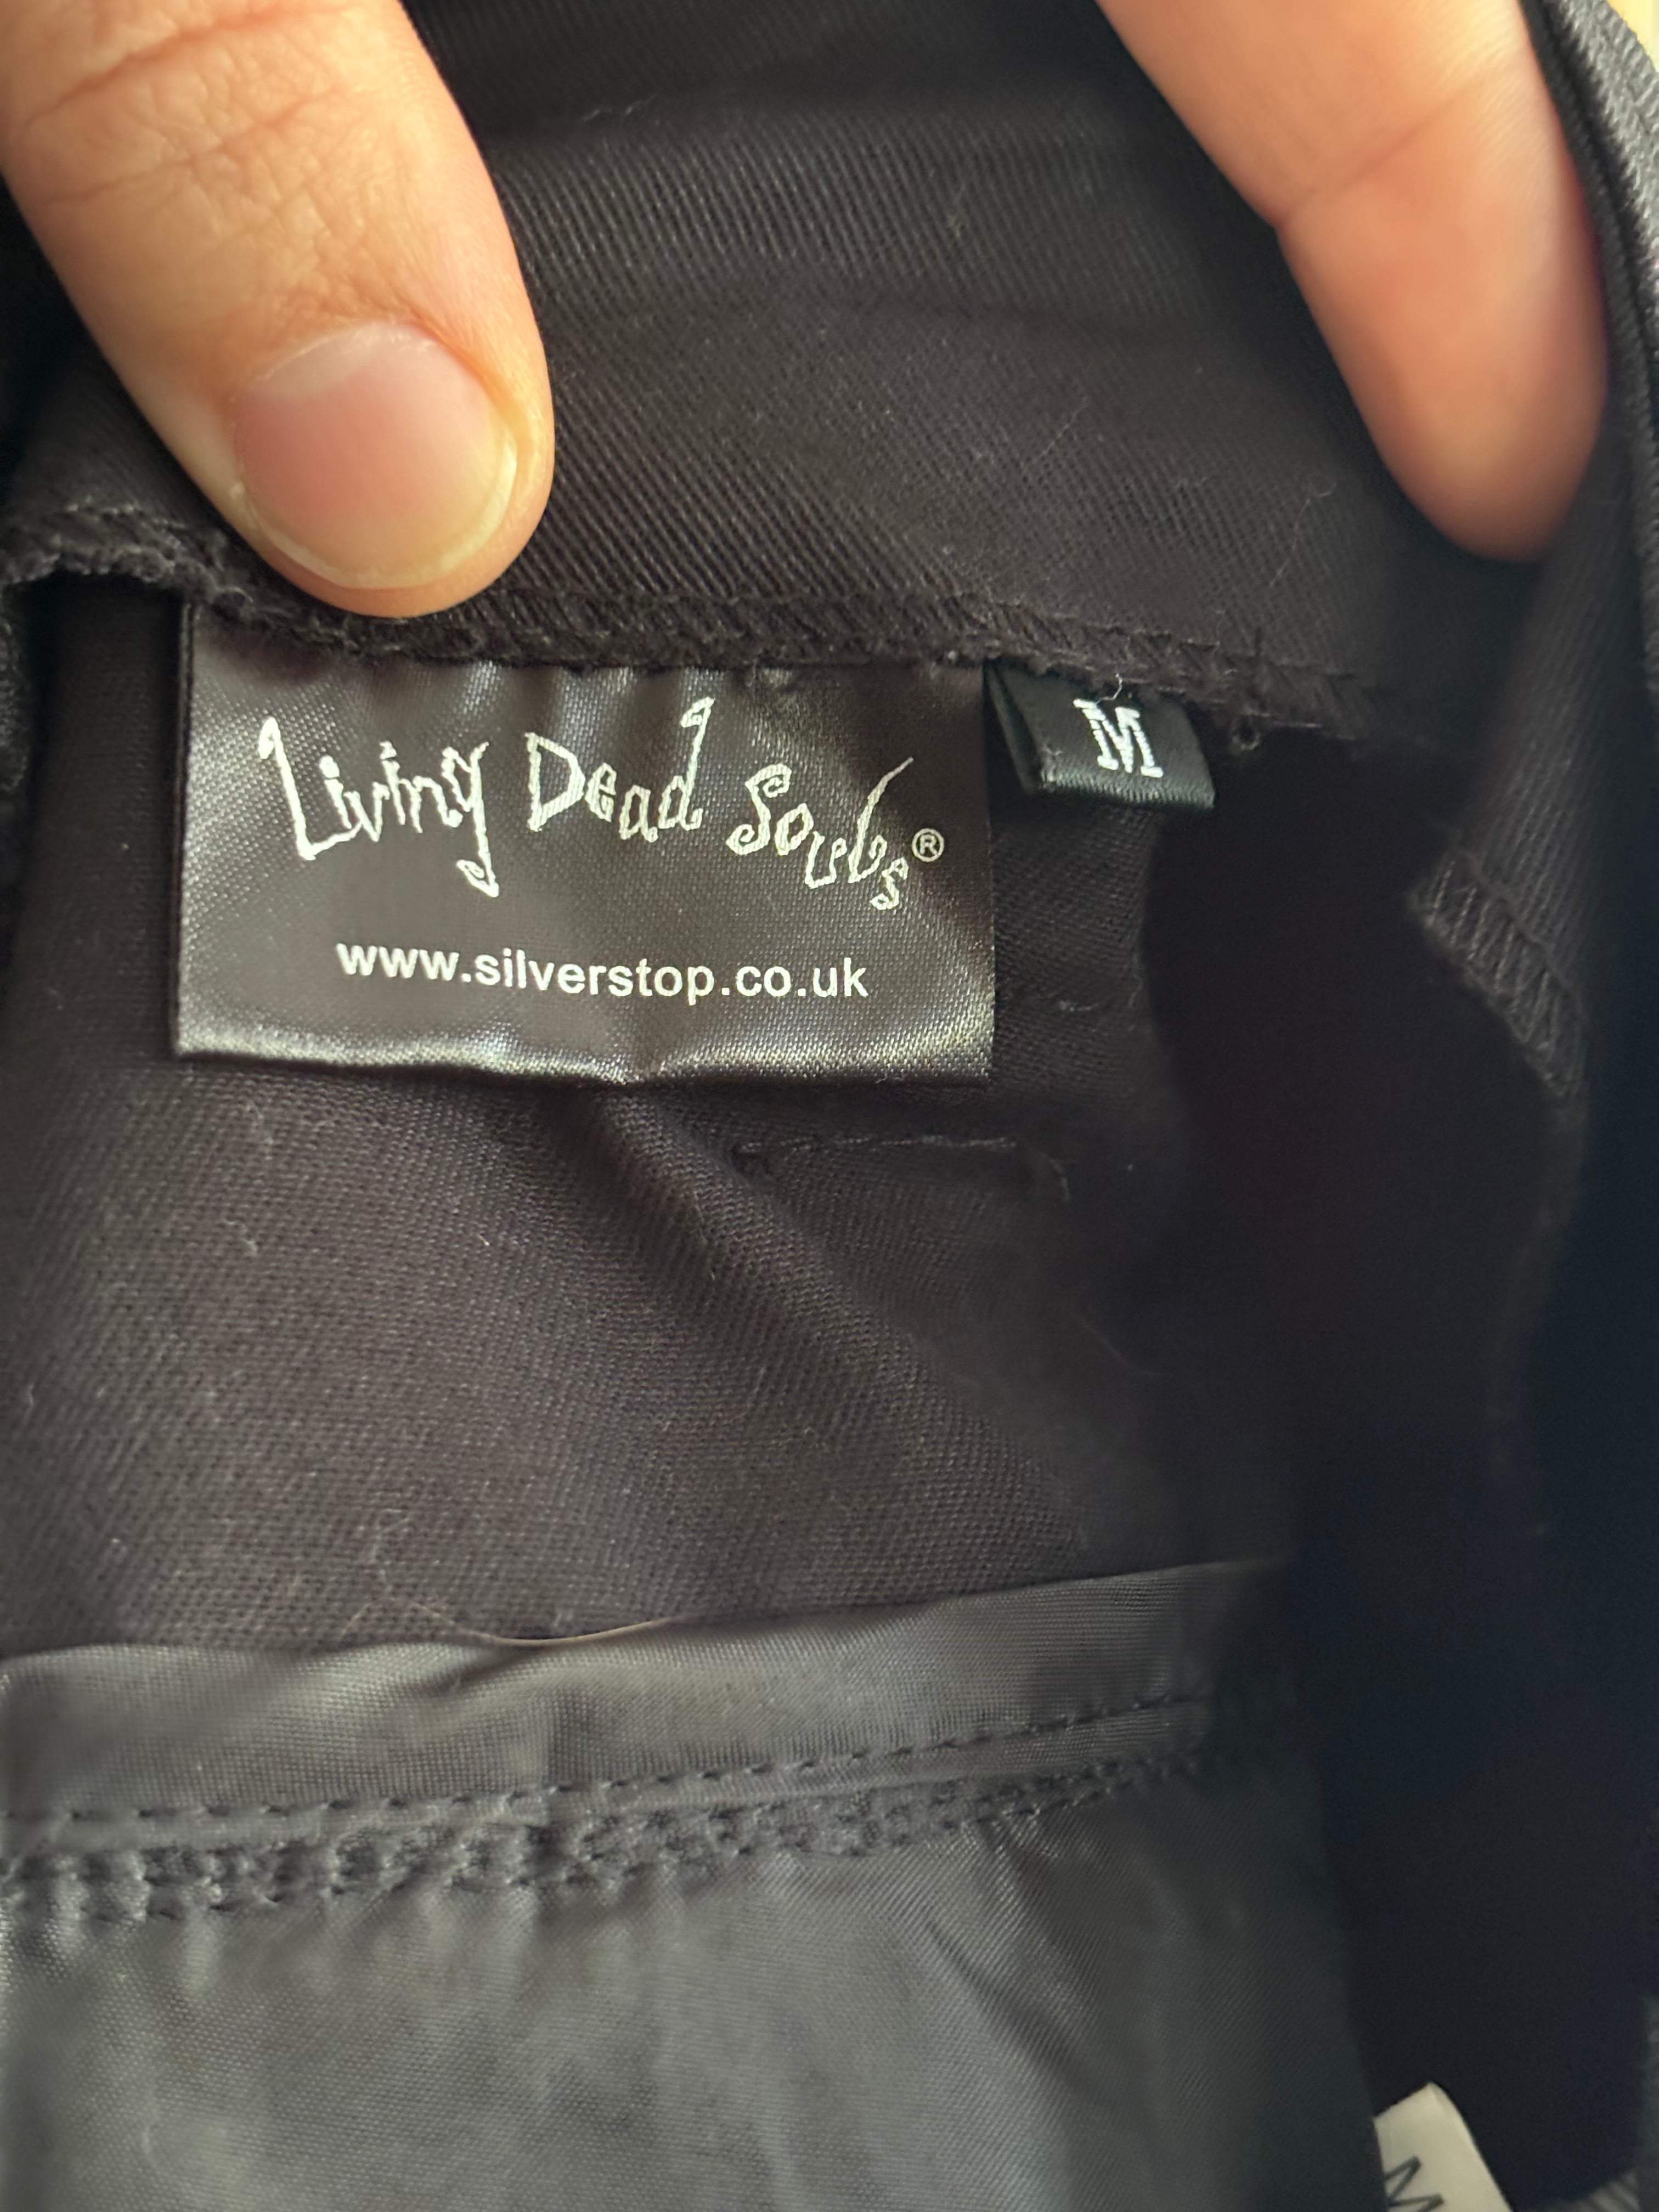 Living Dead Souls®
M
www.silverstop.co.uk
M